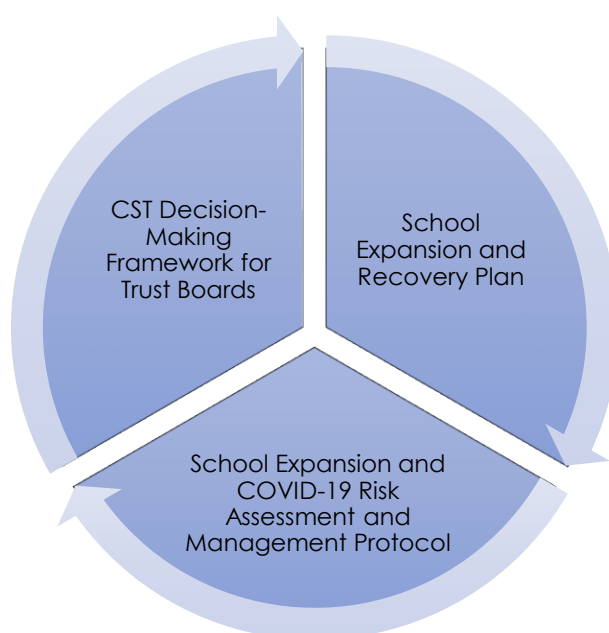 CST Decision-
Making
Framework for
Trust Boards
School
Expansion and
Recovery Plan
School Expansion and
COVID-19 Risk
Assessment and
Management Protocol